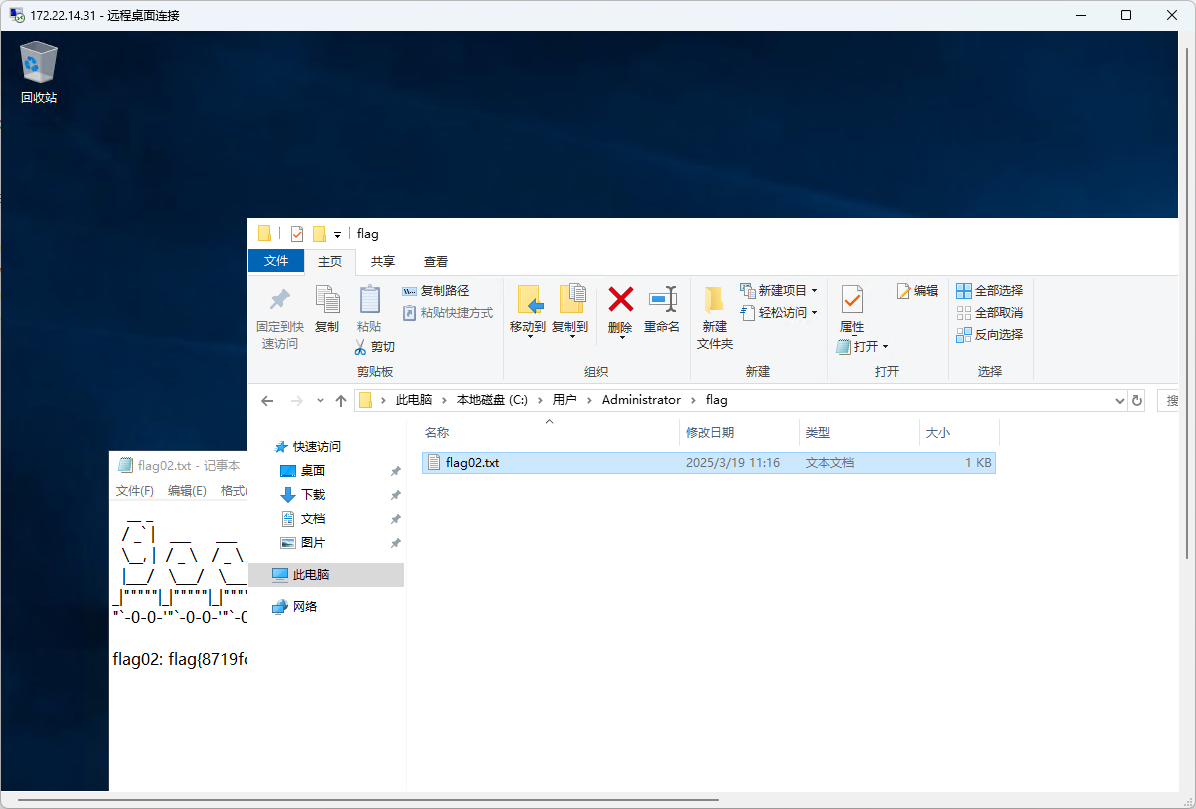 172.22.14.31 - 远程桌面连接
回收站
flag
文件 主页 共享 查看
固定到快速访问
复制
粘贴
复制路径
粘贴快捷方式
剪切
剪贴板
移动到 复制到 删除 重命名
组织
新建文件夹
新建项目
轻松访问
新建
属性
打开
编辑
打开
全部选择
全部取消
反向选择
选择
此电脑 > 本地磁盘 (C:) > 用户 > Administrator > flag
搜
名称 修改日期 类型 大小
flag02.txt 2025/3/19 11:16 文本文档 1 KB
快速访问
桌面
下载
文档
图片
此电脑
网络
flag02.txt - 记事本
文件(F) 编辑(E) 格式(
flag02: flag{8719f